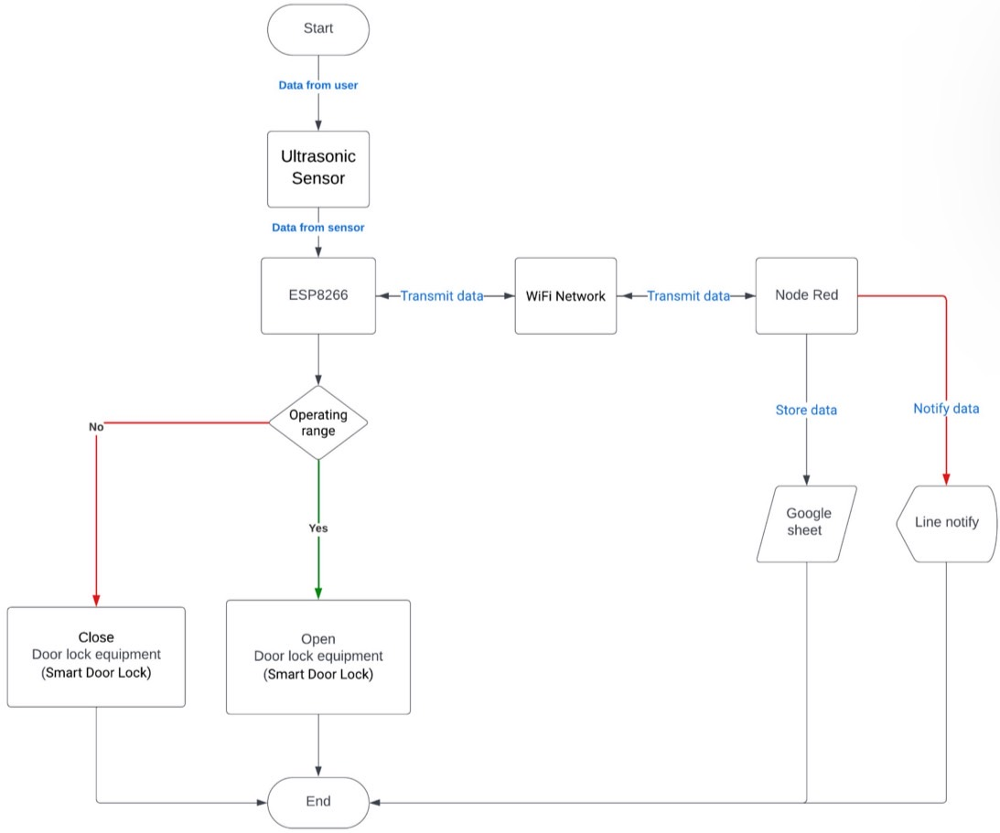 Start
Data from user
Ultrasonic
Sensor
Data from sensor
ESP8266
Transmit data
WiFi Network
Transmit data
Node Red
Operating
range
No
Yes
Store data
Notify data
Google
sheet
Line notify
Close
Door lock equipment
(Smart Door Lock)
Open
Door lock equipment
(Smart Door Lock)
End